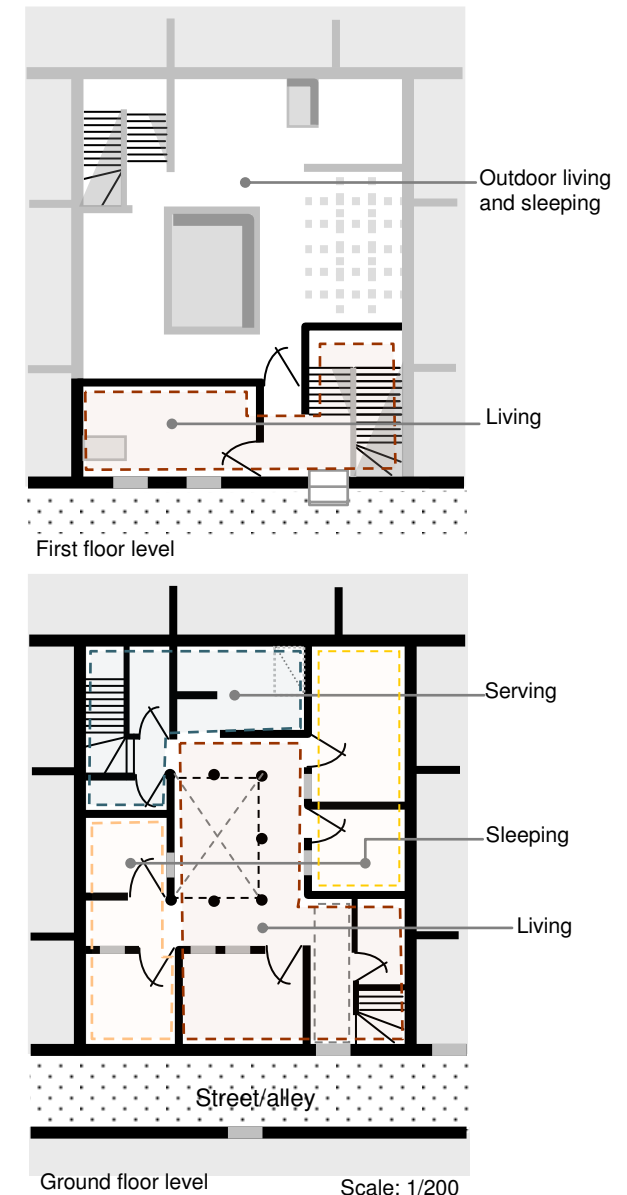 Outdoor living
and sleeping
Living
First floor level
Serving
Sleeping
Living
Street/alley
Ground floor level
Scale: 1/200